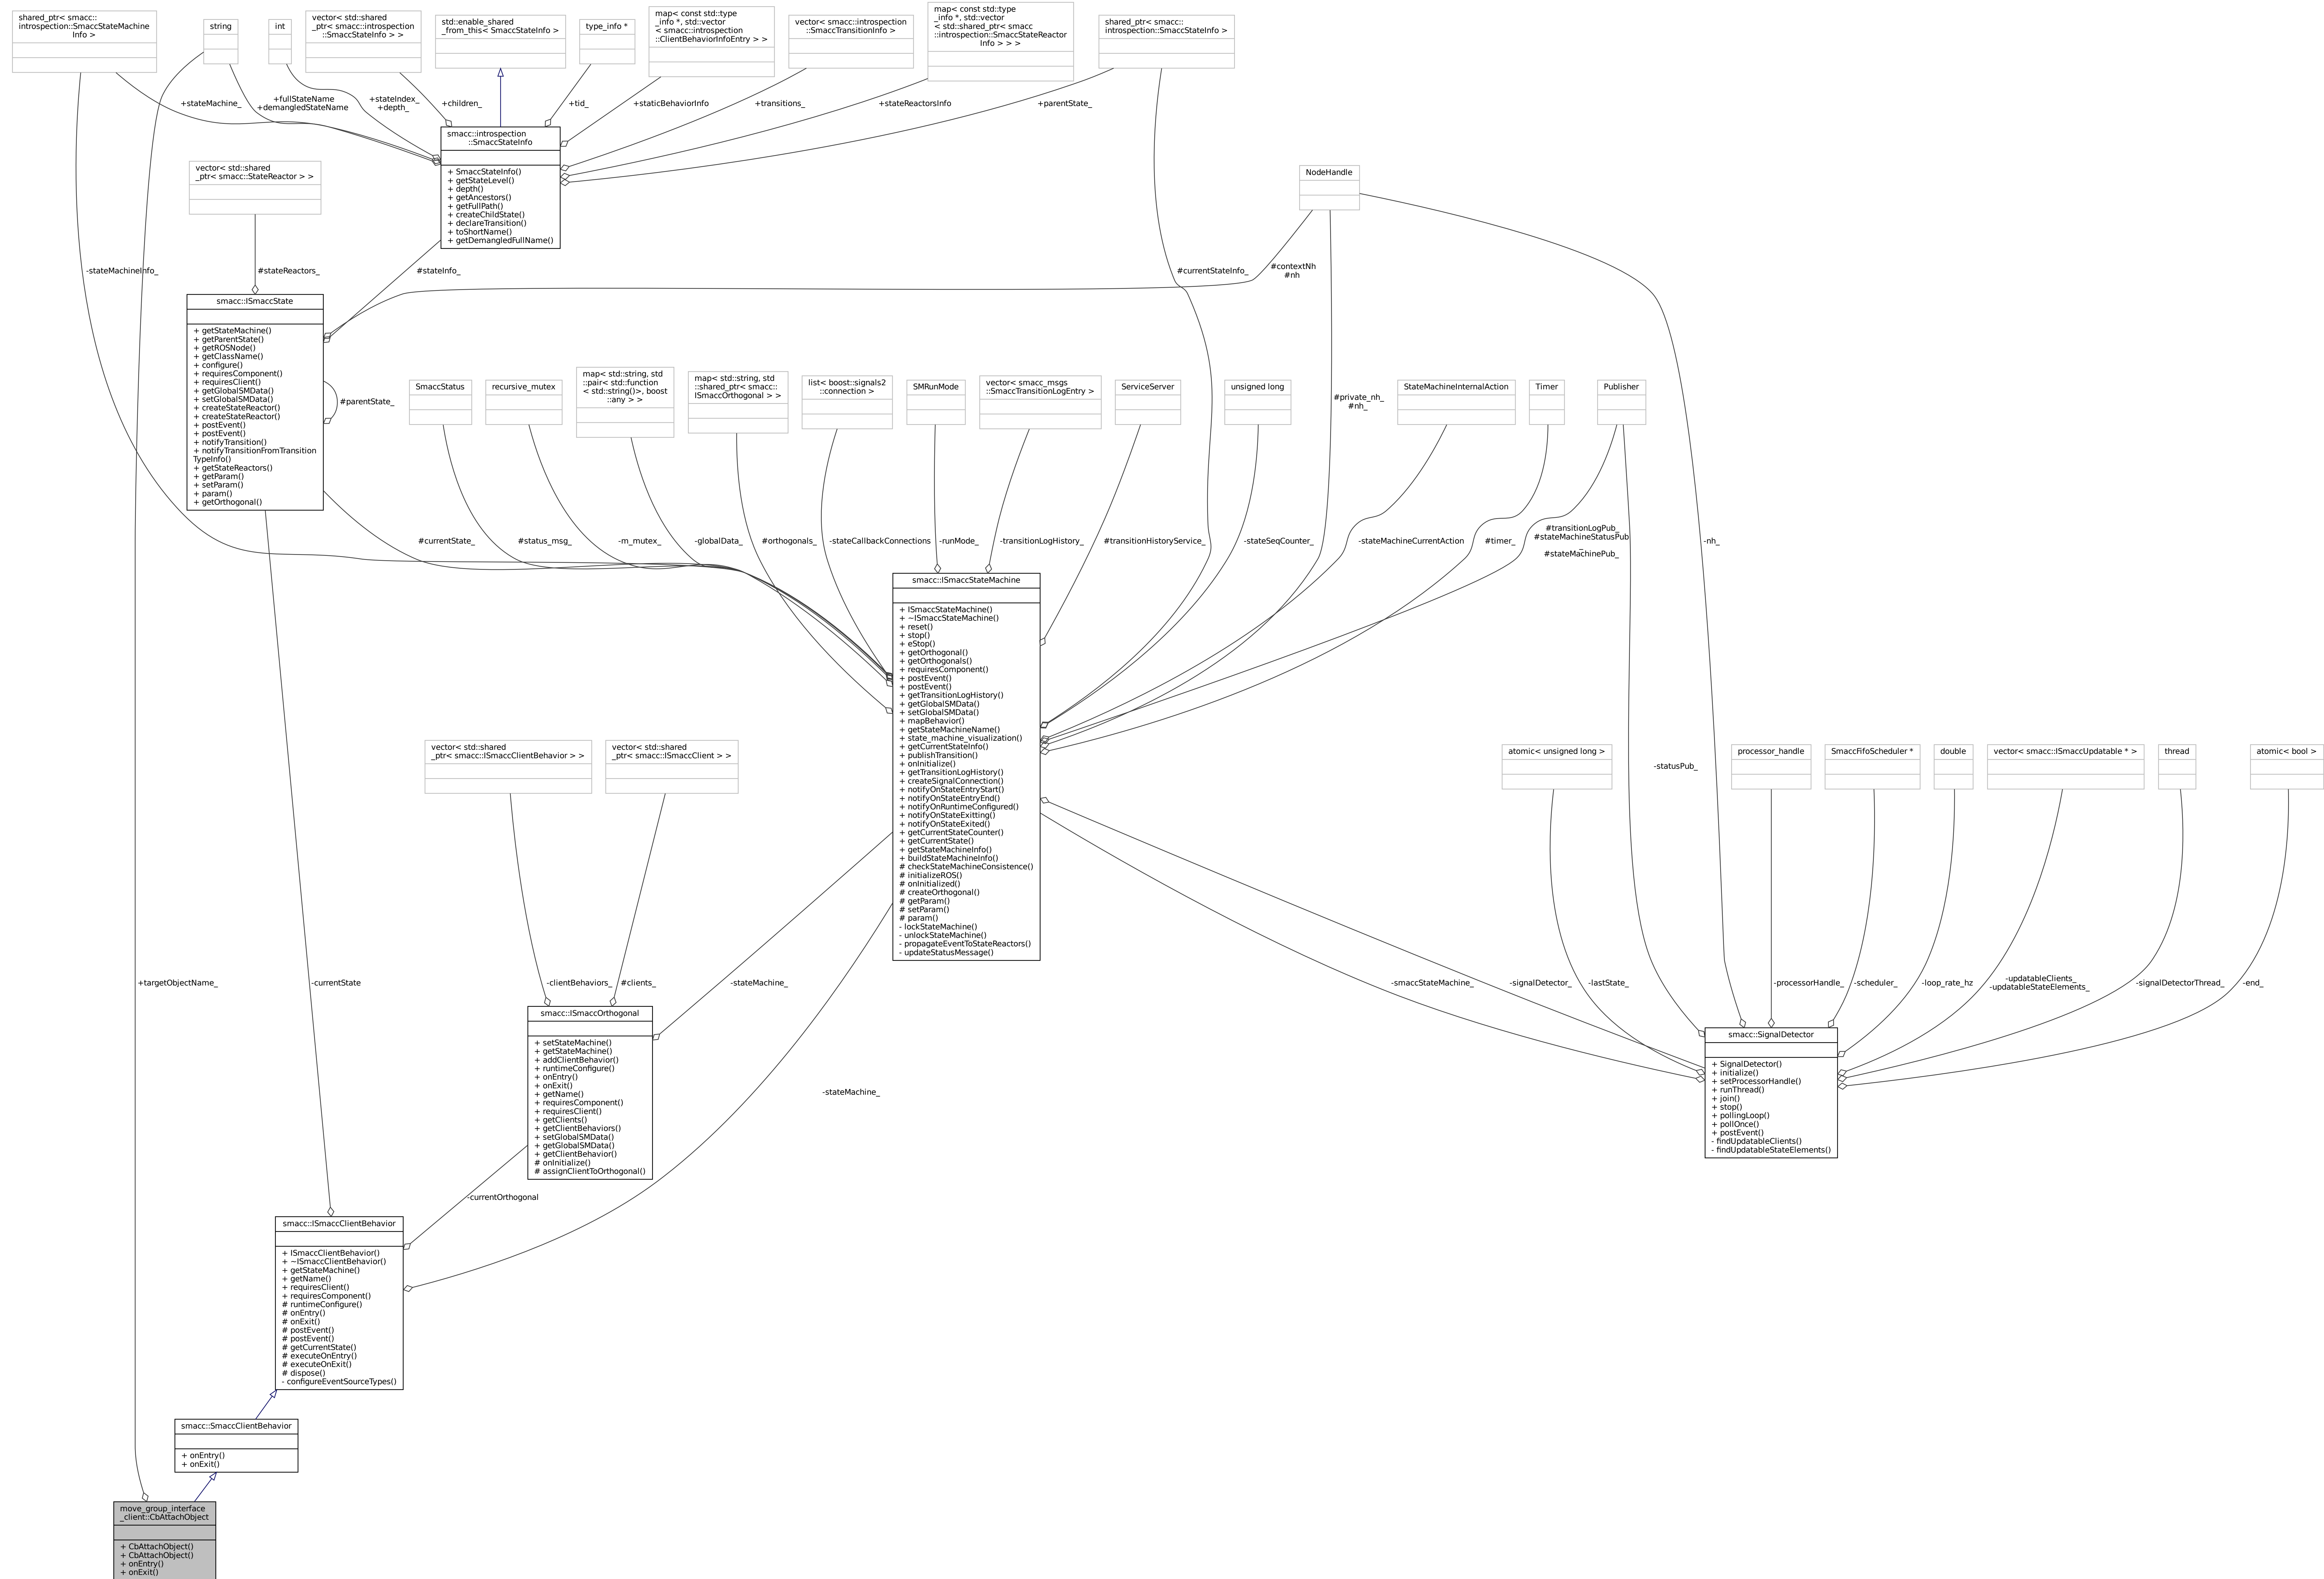 shared_ptr< smacc::
introspection::SmaccStateMachine
Info >
string
int
vector< std::shared
_ptr< smacc::introspection
::SmaccStateInfo > >
std::enable_shared
_from_this< SmaccStateInfo >
type_info *
map< const std::type
_info *, std::vector
< smacc::introspection
::ClientBehaviorInfoEntry > >
vector< smacc::introspection
::SmaccTransitionInfo >
map< const std::type
_info *, std::vector
< std::shared_ptr< smacc
::introspection::SmaccStateReactor
Info > > >
shared_ptr< smacc::
introspection::SmaccStateInfo >
+stateMachine_
+fullStateName
+demangledStateName
+stateIndex_
+depth_
+children_
+tid_
+staticBehaviorInfo
+transitions_
+stateReactorsInfo
+parentState_
smacc::introspection
::SmaccStateInfo
+ SmaccStateInfo()
+ getStateLevel()
+ depth()
+ getAncestors()
+ getFullPath()
+ createChildState()
+ declareTransition()
+ toShortName()
+ getDemangledFullName()
vector< std::shared
_ptr< smacc::StateReactor > >
NodeHandle
-stateMachineInfo_
#stateReactors_
#stateInfo_
#currentStateInfo_
#contextNh
#nh
smacc::ISmaccState
+ getStateMachine()
+ getParentState()
+ getROSNode()
+ getClassName()
+ configure()
+ requiresComponent()
+ requiresClient()
+ getGlobalSMData()
+ setGlobalSMData()
+ createStateReactor()
+ createStateReactor()
+ postEvent()
+ postEvent()
+ notifyTransition()
+ notifyTransitionFromTransition
TypeInfo()
+ getStateReactors()
+ getParam()
+ setParam()
+ param()
+ getOrthogonal()
#parentState_
SmaccStatus
recursive_mutex
map< std::string, std
::pair< std::function
< std::string()>, boost
::any > >
map< std::string, std
::shared_ptr< smacc::
ISmaccOrthogonal > >
list< boost::signals2
::connection >
SMRunMode
vector< smacc_msgs
::SmaccTransitionLogEntry >
ServiceServer
unsigned long
#private_nh_
#nh_
StateMachineInternalAction
Timer
Publisher
#currentState_
#status_msg_
-m_mutex_
-globalData_
#orthogonals_
-stateCallbackConnections
-runMode_
-transitionLogHistory_
#transitionHistoryService_
-stateSeqCounter_
-stateMachineCurrentAction
#timer_
#transitionLogPub_
#stateMachineStatusPub
_
#stateMachinePub_
-nh_
smacc::ISmaccStateMachine
+ ISmaccStateMachine()
+ ~ISmaccStateMachine()
+ reset()
+ stop()
+ eStop()
+ getOrthogonal()
+ getOrthogonals()
+ requiresComponent()
+ postEvent()
+ postEvent()
+ getTransitionLogHistory()
+ getGlobalSMData()
+ setGlobalSMData()
+ mapBehavior()
+ getStateMachineName()
+ state_machine_visualization()
+ getCurrentStateInfo()
+ publishTransition()
+ onInitialize()
+ getTransitionLogHistory()
+ createSignalConnection()
+ notifyOnStateEntryStart()
+ notifyOnStateEntryEnd()
+ notifyOnRuntimeConfigured()
+ notifyOnStateExitting()
+ notifyOnStateExited()
+ getCurrentStateCounter()
+ getCurrentState()
+ getStateMachineInfo()
+ buildStateMachineInfo()
# checkStateMachineConsistence()
# initializeROS()
# onInitialized()
# createOrthogonal()
# getParam()
# setParam()
# param()
- lockStateMachine()
- unlockStateMachine()
- propagateEventToStateReactors()
- updateStatusMessage()
vector< std::shared
_ptr< smacc::ISmaccClientBehavior > >
vector< std::shared
_ptr< smacc::ISmaccClient > >
atomic< unsigned long >
-statusPub_
processor_handle
SmaccFifoScheduler *
double
vector< smacc::ISmaccUpdatable * >
thread
atomic< bool >
+targetObjectName_
-currentState
-clientBehaviors_
#clients_
-stateMachine_
-smaccStateMachine_
-signalDetector_
-lastState_
-processorHandle_
-scheduler_
-loop_rate_hz
-updatableClients_
-updatableStateElements_
-signalDetectorThread_
-end_
smacc::ISmaccOrthogonal
+ setStateMachine()
+ getStateMachine()
+ addClientBehavior()
+ runtimeConfigure()
+ onEntry()
+ onExit()
+ getName()
+ requiresComponent()
+ requiresClient()
+ getClients()
+ getClientBehaviors()
+ setGlobalSMData()
+ getGlobalSMData()
+ getClientBehavior()
# onInitialize()
# assignClientToOrthogonal()
-stateMachine_
smacc::SignalDetector
+ SignalDetector()
+ initialize()
+ setProcessorHandle()
+ runThread()
+ join()
+ stop()
+ pollingLoop()
+ pollOnce()
+ postEvent()
- findUpdatableClients()
- findUpdatableStateElements()
-currentOrthogonal
smacc::ISmaccClientBehavior
+ ISmaccClientBehavior()
+ ~ISmaccClientBehavior()
+ getStateMachine()
+ getName()
+ requiresClient()
+ requiresComponent()
# runtimeConfigure()
# onEntry()
# onExit()
# postEvent()
# postEvent()
# getCurrentState()
# executeOnEntry()
# executeOnExit()
# dispose()
- configureEventSourceTypes()
smacc::SmaccClientBehavior
+ onEntry()
+ onExit()
move_group_interface
_client::CbAttachObject
+ CbAttachObject()
+ CbAttachObject()
+ onEntry()
+ onExit()